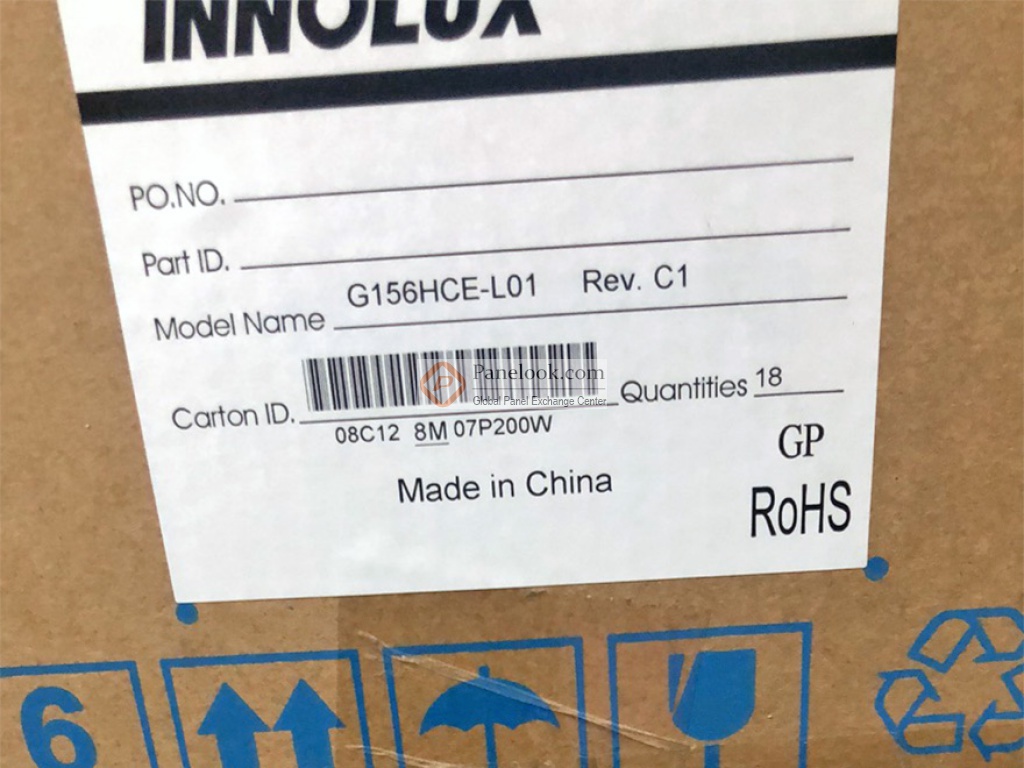 INNOLUX
PO.NO.
Part ID.
Model Name G156HCE-L01 Rev. C1
Panelook.com
Global Panel Exchange Center
Carton ID. Quantities 18
08C12 8M 07P200W
GP
Made in China
RoHS
6